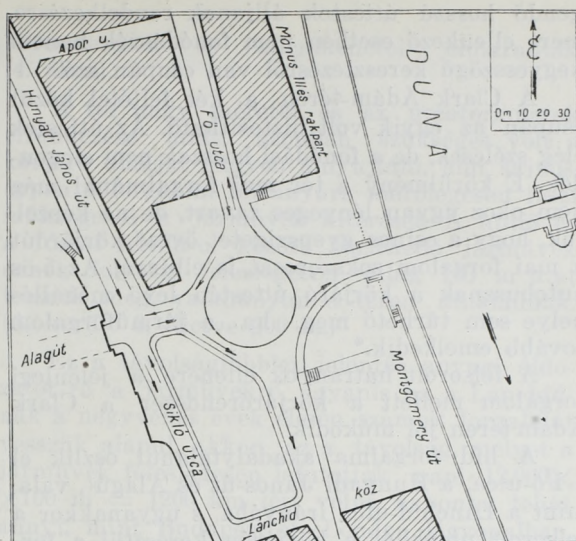 Apor u.
Hunyadi János út
Fő utca
Mónus Illés rakpart
DUNA
0m 10 20 30
Alagút
Sikló utca
Montgomery út
Lánchíd
köz